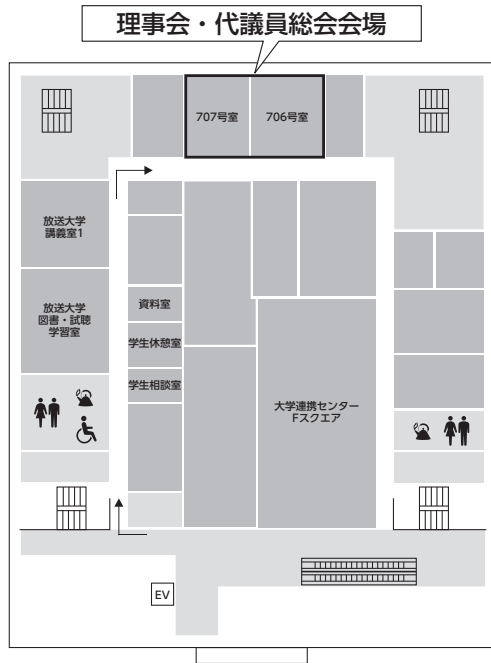 理事会・代議員総会会場
707号室
706号室
放送大学
講義室1
放送大学
図書・試聴
学習室
資料室
学生休憩室
学生相談室
大学連携センター
Fスクエア
EV